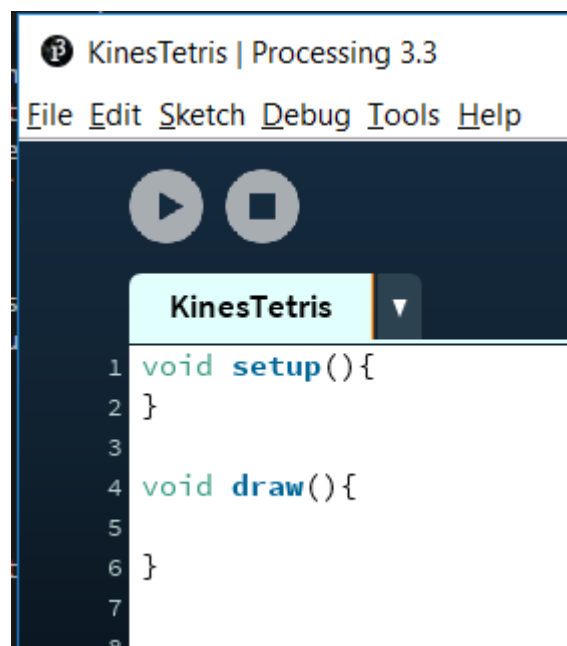 KinesTetris | Processing 3.3
File Edit Sketch Debug Tools Help
KinesTetris
1 void setup(){
2 }
3
4 void draw(){
5
6 }
7
8